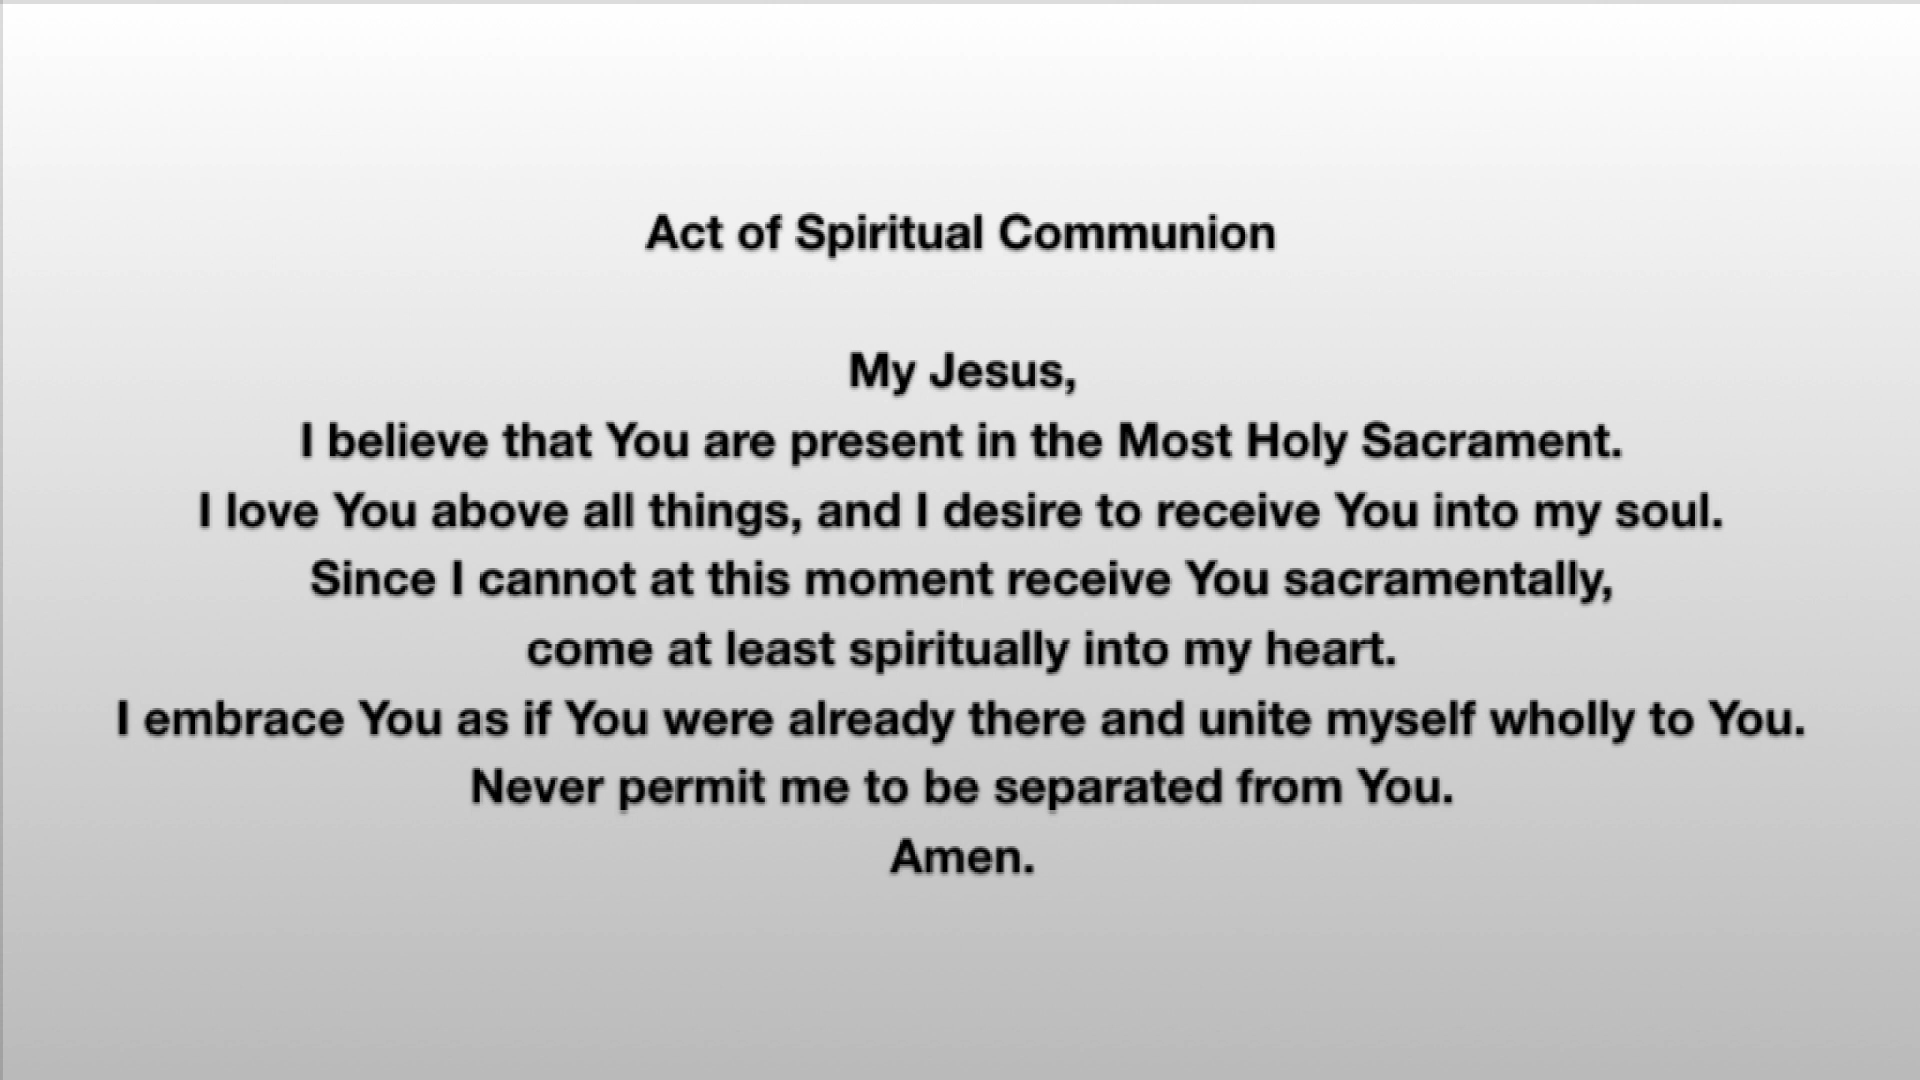 Act of Spiritual Communion
My Jesus,
I believe that You are present in the Most Holy Sacrament.
I love You above all things, and I desire to receive You into my soul.
Since I cannot at this moment receive You sacramentally,
come at least spiritually into my heart.
I embrace You as if You were already there and unite myself wholly to You.
Never permit me to be separated from You.
Amen.